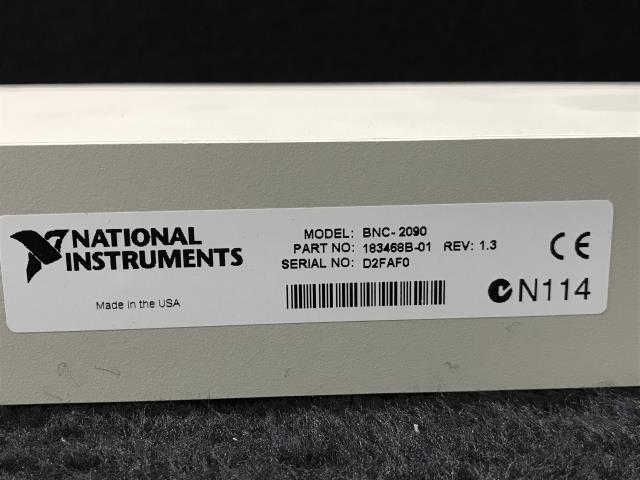 NATIONAL
INSTRUMENTS
Made in the USA
MODEL: BNC-2090
PART NO: 183468B-01 REV: 1.3
SERIAL NO: D2FAF0
CE
N114